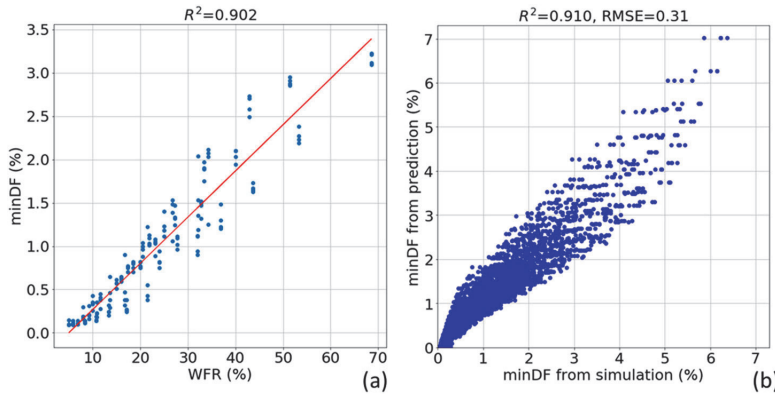 R²=0.902
minDF (%)
3.5
3.0
2.5
2.0
1.5
1.0
0.5
0.0
10 20 30 40 50 60 70
WFR (%)
(a)
R²=0.910, RMSE=0.31
minDF from prediction (%)
7
6
5
4
3
2
1
0
0 1 2 3 4 5 6 7
minDF from simulation (%)
(b)